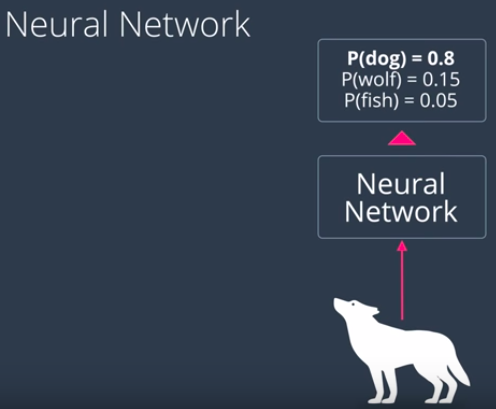 Neural Network
P(dog) = 0.8
P(wolf) = 0.15
P(fish) = 0.05
Neural
Network